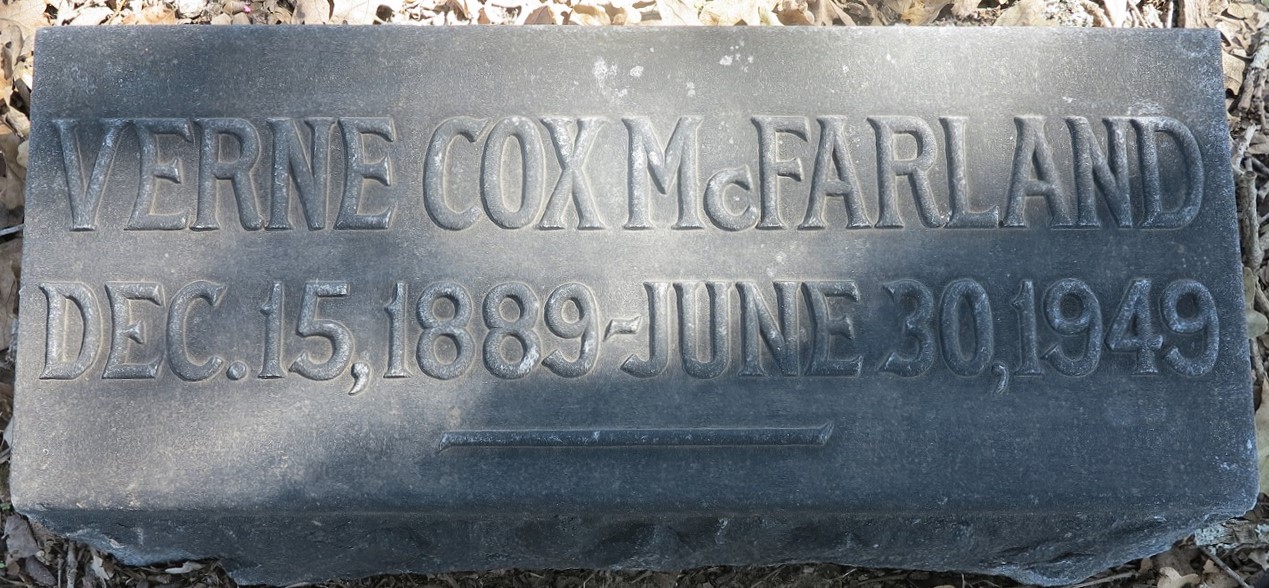 VERNE COX McFARLAND
DEC. 15, 1889 - JUNE 30, 1949